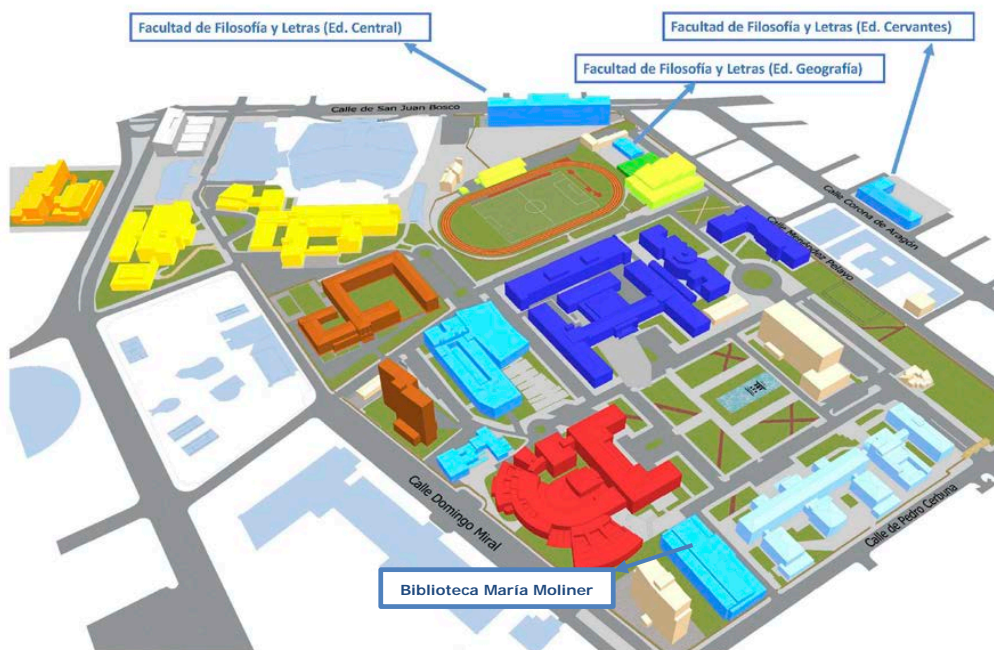 Facultad de Filosofía y Letras (Ed. Central)
Facultad de Filosofía y Letras (Ed. Cervantes)
Facultad de Filosofía y Letras (Ed. Geografía)
Calle de San Juan Bosco
Calle Corona de Aragón
Calle Menéndez Pelayo
Calle Domingo Miral
Calle de Pedro Cerbuna
Biblioteca María Moliner